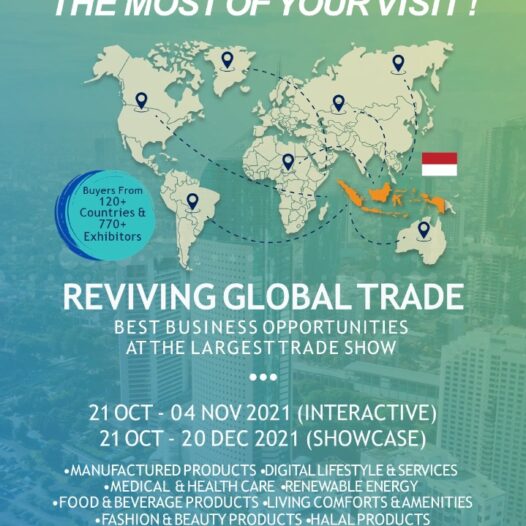 THE MOST OF YOUR VISIT !
Buyers From
120+
Countries &
770+
Exhibitors
REVIVING GLOBAL TRADE
BEST BUSINESS OPPORTUNITIES
AT THE LARGEST TRADE SHOW
•••
21 OCT - 04 NOV 2021 (INTERACTIVE)
21 OCT - 20 DEC 2021 (SHOWCASE)
•MANUFACTURED PRODUCTS •DIGITAL LIFESTYLE & SERVICES
•MEDICAL & HEALTH CARE •RENEWABLE ENERGY
•FOOD & BEVERAGE PRODUCTS •LIVING COMFORTS & AMENITIES
•FASHION & BEAUTY PRODUCTS •HALAL PRODUCTS